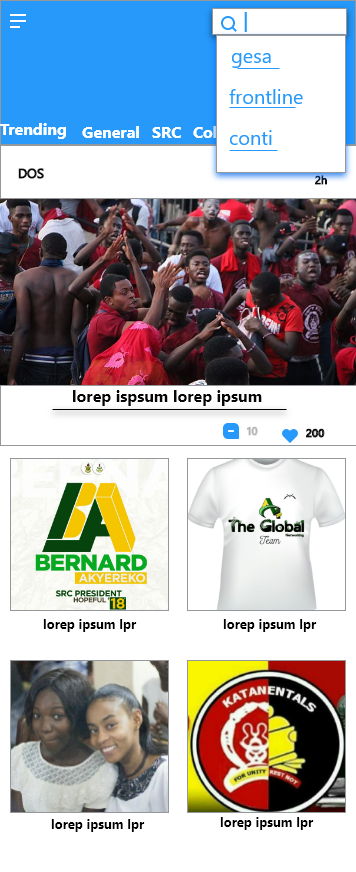 gesa
frontline
conti
Trending General SRC Col
DOS
2h
lorep ispsum lorep ipsum
10 200
BERNARD
AKYEREKO
SRC PRESIDENT
HOPEFUL '18
The Global
Networking
Team
lorep ipsum lpr
lorep ipsum lpr
KATANENTALS
FOR UNITY REST NOT
lorep ipsum lpr
lorep ipsum lpr